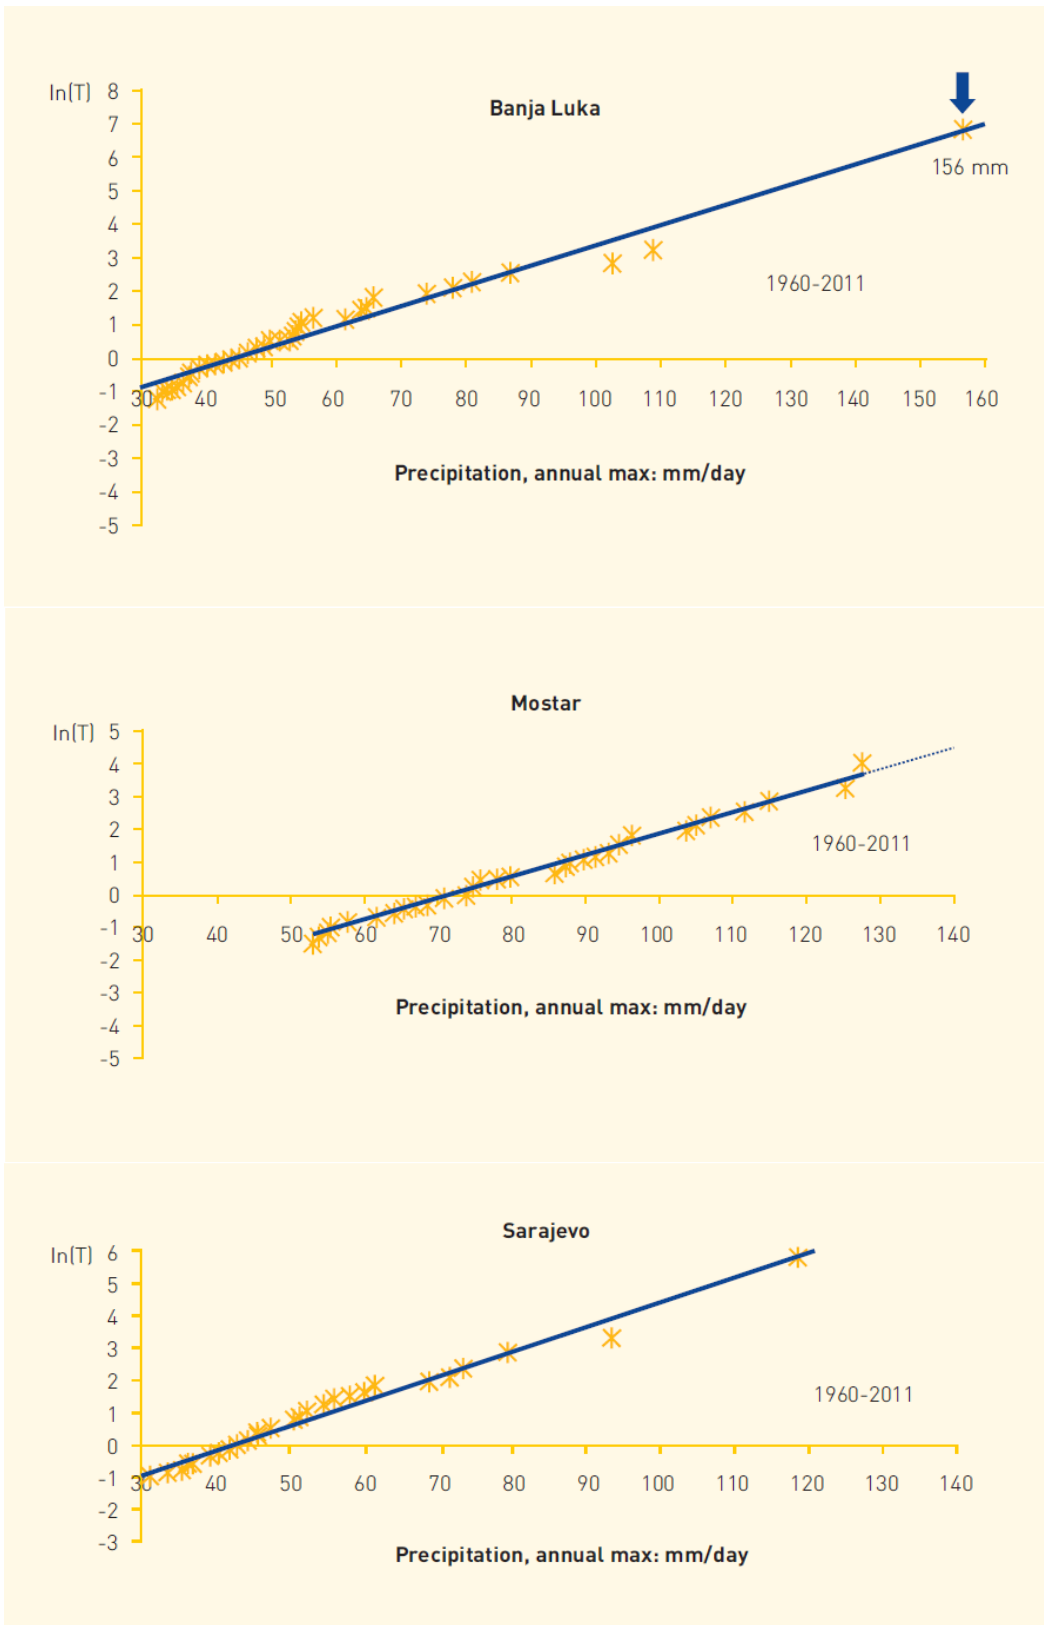 ln(T)
8
Banja Luka
7
6
156 mm
5
4
3
1960-2011
2
1
0
-1
30 40 50 60 70 80 90 100 110 120 130 140 150 160
-2
-3
Precipitation, annual max: mm/day
-4
-5
Mostar
ln(T)
5
4
3
2
1960-2011
1
0
-1
30 40 50 60 70 80 90 100 110 120 130 140
-2
-3
Precipitation, annual max: mm/day
-4
-5
Sarajevo
ln(T)
6
5
4
3
2
1960-2011
1
0
-1
30 40 50 60 70 80 90 100 110 120 130 140
-2
-3
Precipitation, annual max: mm/day